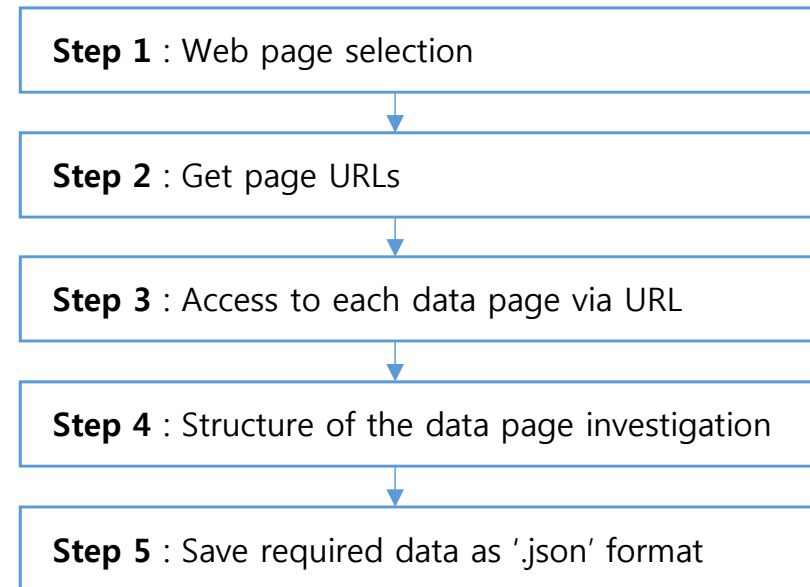 Step 1 : Web page selection
Step 2 : Get page URLs
Step 3 : Access to each data page via URL
Step 4 : Structure of the data page investigation
Step 5 : Save required data as ‘.json’ format